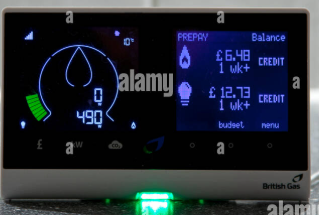 PREPAY Balance
10°c
£6.48 CREDIT
1 wk+
£12.73 CREDIT
1 wk+
0
490
budget menu
£
British Gas
alamy
a
a
a
a
a
alamy